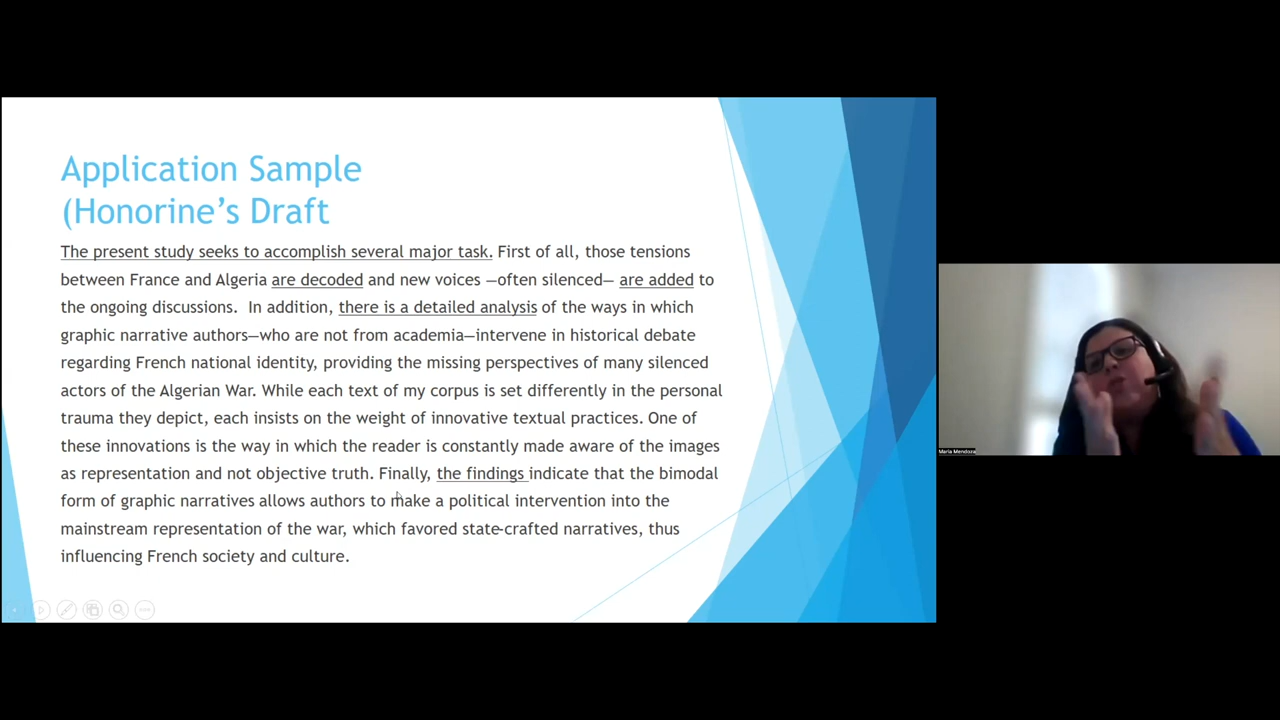 Application Sample
(Honorine’s Draft
The present study seeks to accomplish several major task. First of all, those tensions
between France and Algeria are decoded and new voices —often silenced— are added to
the ongoing discussions.  In addition, there is a detailed analysis of the ways in which
graphic narrative authors—who are not from academia—intervene in historical debate
regarding French national identity, providing the missing perspectives of many silenced
actors of the Algerian War. While each text of my corpus is set differently in the personal
trauma they depict, each insists on the weight of innovative textual practices. One of
these innovations is the way in which the reader is constantly made aware of the images
as representation and not objective truth. Finally, the findings indicate that the bimodal
form of graphic narratives allows authors to make a political intervention into the
mainstream representation of the war, which favored state-crafted narratives, thus
influencing French society and culture.
Maria Mendoza